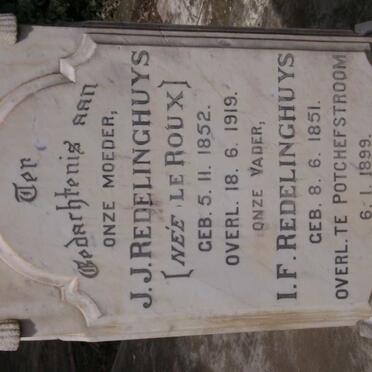 Ter
Gedachtenis aan
ONZE MOEDER,
J.J. REDELINGHUYS
[NÉE LE ROUX]
GEB. 5. 11. 1852.
OVERL. 18. 6. 1919.
ONZE VADER,
I.F. REDELINGHUYS
GEB. 8. 6. 1851.
OVERL. TE POTCHEFSTROOM
6. 1. 1899.